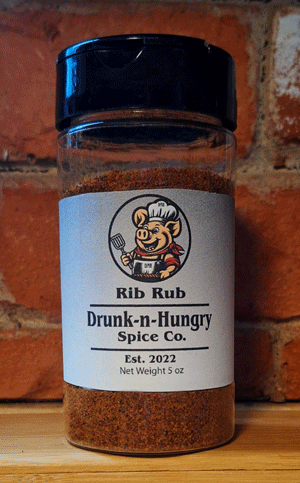 Rib Rub
Drunk-n-Hungry
Spice Co.
Est. 2022
Net Weight 5 oz